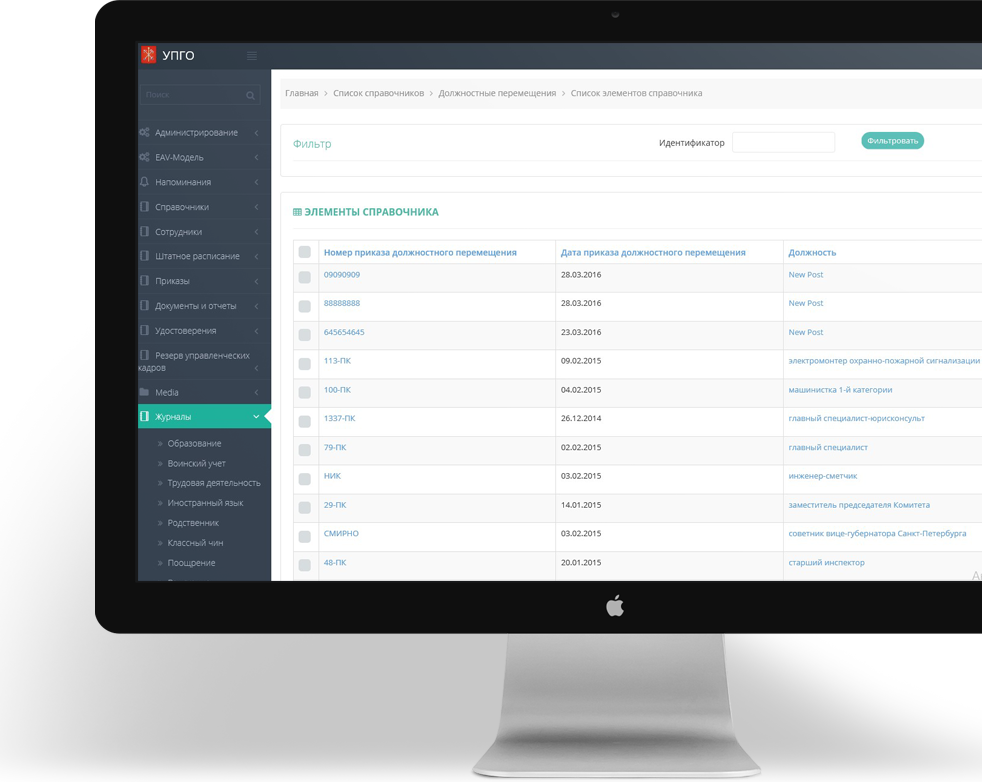 УПГО
Поиск
Администрирование
EAV-Модель
Напоминания
Справочники
Сотрудники
Штатное расписание
Приказы
Документы и отчеты
Удостоверения
Резерв управленческих
кадров
Media
Журналы
Образование
Воинский учет
Трудовая деятельность
Иностранный язык
Родственник
Классный чин
Поощрение
Главная > Список справочников > Должностные перемещения > Список элементов справочника
Фильтр Идентификатор Фильтровать
ЭЛЕМЕНТЫ СПРАВОЧНИКА
Номер приказа должностного перемещения Дата приказа должностного перемещения Должность
09090909 28.03.2016 New Post
88888888 28.03.2016 New Post
645654645 23.03.2016 New Post
113-ПК 09.02.2015 электромонтер охранно-пожарной сигнализации
100-ПК 04.02.2015 машинистка 1-й категории
1337-ПК 26.12.2014 главный специалист-юрисконсульт
79-ПК 02.02.2015 главный специалист
НИК 03.02.2015 инженер-сметчик
29-ПК 14.01.2015 заместитель председателя Комитета
СМИРНО 03.02.2015 советник вице-губернатора Санкт-Петербурга
48-ПК 20.01.2015 старший инспектор